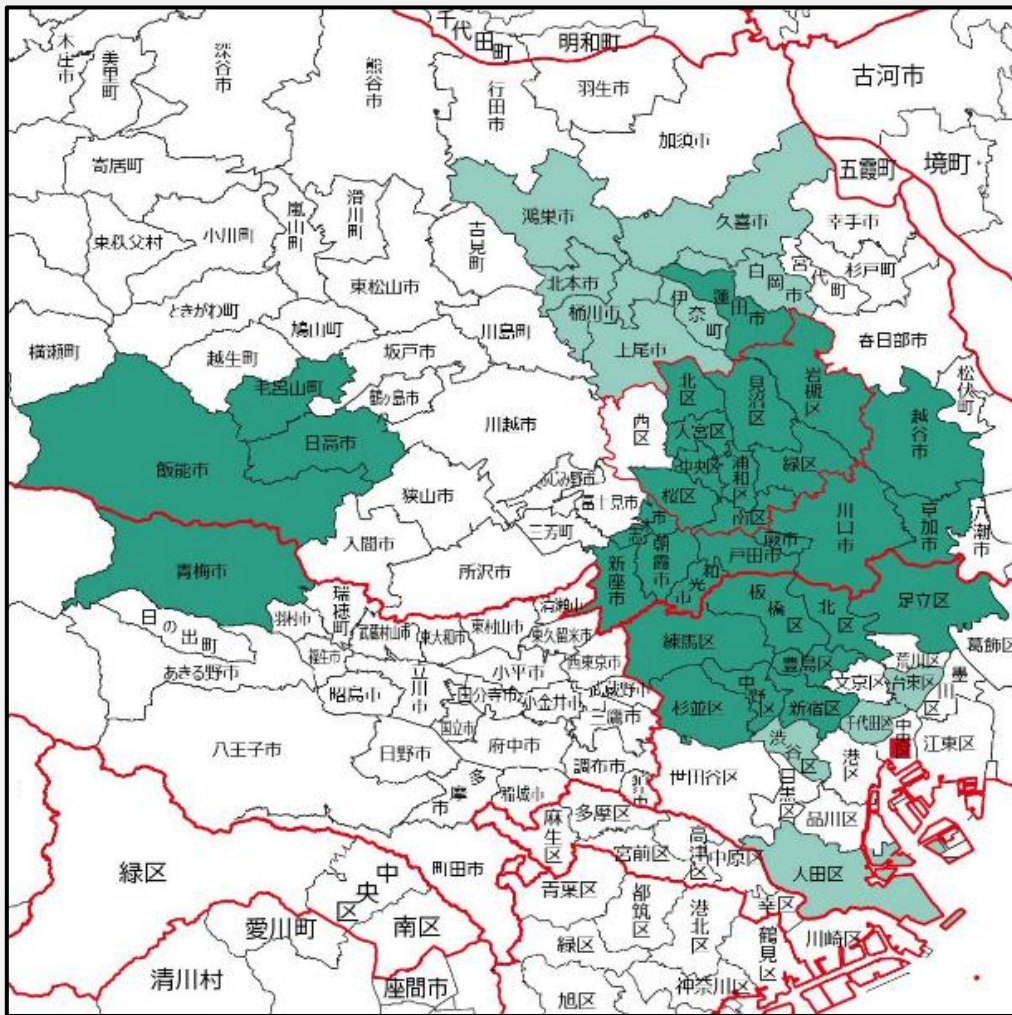 千代田町
明和町
本庄市
美里町
深谷市
熊谷市
行田市
羽生市
古河市
加須市
五霞町
境町
寄居町
嵐山町
滑川町
吉見町
鴻巣市
久喜市
幸手市
東秩父村
小川町
東松山市
北本市
白岡市
宮代町
杉戸町
ときがわ町
鳩山町
川島町
桶川市
伊奈町
蓮田市
横瀬町
越生町
坂戸市
上尾市
春日部市
毛呂山町
鶴ヶ島市
川越市
西区
北区
見沼区
岩槻区
松伏町
日高市
大宮区
越谷市
飯能市
中央区
浦和区
緑区
狭山市
ふじみ野市
富士見市
桜区
南区
川口市
草加市
八潮市
入間市
三芳町
志木市
朝霞市
和光市
戸田市
蕨市
青梅市
所沢市
新座市
板橋区
北区
足立区
日の出町
羽村市
瑞穂町
武蔵村山市
東大和市
東村山市
清瀬市
東久留米市
練馬区
豊島区
荒川区
葛飾区
あきる野市
福生市
立川市
小平市
西東京市
文京区
台東区
墨田区
昭島市
国分寺市
小金井市
武蔵野市
杉並区
中野区
新宿区
千代田区
八王子市
国立市
三鷹市
渋谷区
港区
江東区
日野市
府中市
調布市
世田谷区
目黒区
品川区
多摩市
稲城市
狛江市
麻生区
多摩区
高津区
大田区
緑区
中央区
町田市
宮前区
中原区
幸区
愛川町
南区
青葉区
都筑区
港北区
鶴見区
川崎区
清川村
座間市
緑区
旭区
神奈川区